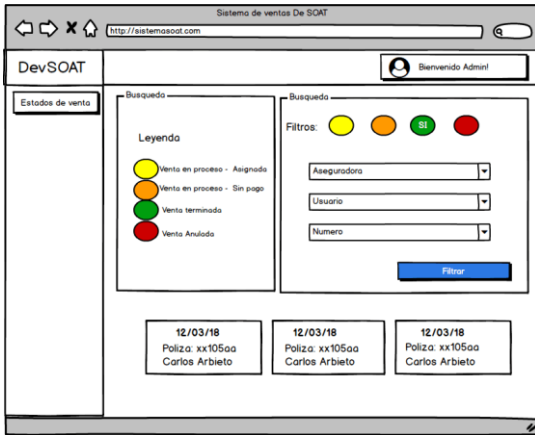 Sistema de ventas De SOAT
http://sistemasoat.com
DevSOAT
Bienvenido Admin!
Estados de venta
Busqueda
Leyenda
Venta en proceso - Asignada
Venta en proceso - Sin pago
Venta terminada
Venta Anulada
Busqueda
Filtros:
SI
Aseguradora
Usuario
Numero
Filtrar
12/03/18
Poliza: xx105aa
Carlos Arbieto
12/03/18
Poliza: xx105aa
Carlos Arbieto
12/03/18
Poliza: xx105aa
Carlos Arbieto